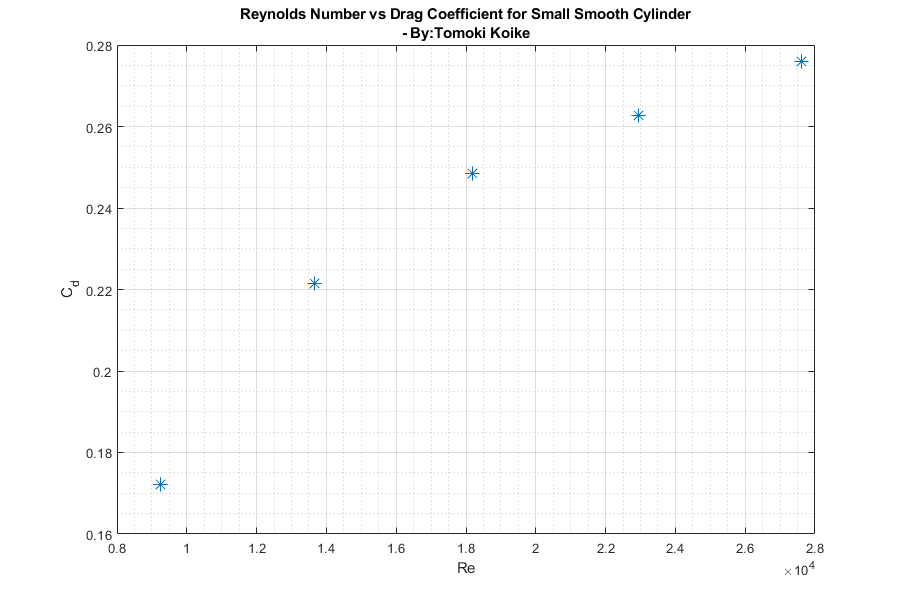 Reynolds Number vs Drag Coefficient for Small Smooth Cylinder
- By:Tomoki Koike
0.28
0.26
0.24
0.22
0.2
0.18
0.16
C_d
0.8 1 1.2 1.4 1.6 1.8 2 2.2 2.4 2.6 2.8
Re
×10^4